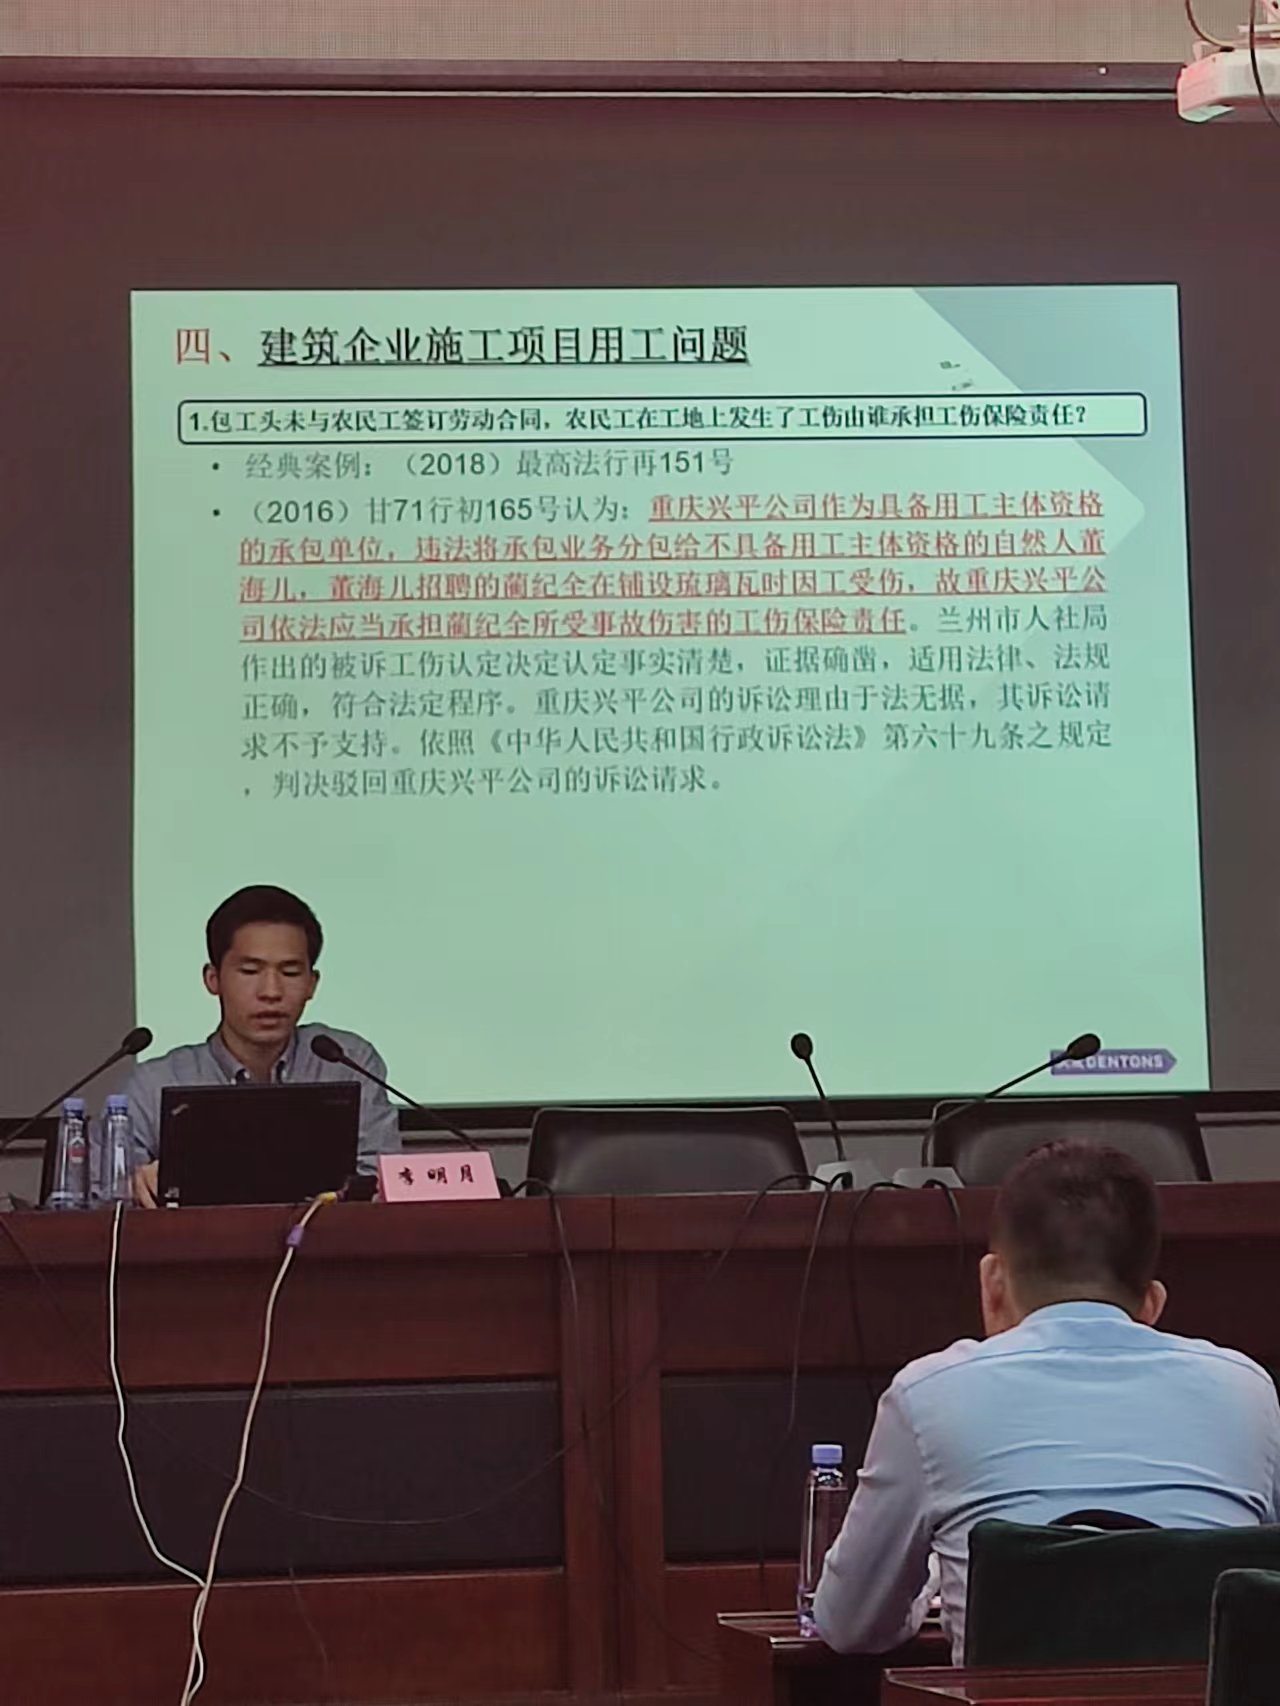 四、建筑企业施工项目用工问题
1.包工头未与农民工签订劳动合同，农民工在工地上发生了工伤由谁承担工伤保险责任？
• 经典案例：（2018）最高法行再151号
• （2016）甘71行初165号认为：重庆兴平公司作为具备用工主体资格
的承包单位，违法将承包业务分包给不具备用工主体资格的自然人董
海儿，董海儿招聘的蔺纪全在铺设琉璃瓦时因工受伤，故重庆兴平公
司依法应当承担蔺纪全所受事故伤害的工伤保险责任。兰州市人社局
作出的被诉工伤认定决定认定事实清楚，证据确凿，适用法律、法规
正确，符合法定程序。重庆兴平公司的诉讼理由于法无据，其诉讼请
求不予支持。依照《中华人民共和国行政诉讼法》第六十九条之规定
，判决驳回重庆兴平公司的诉讼请求。
DENTONS
李明月